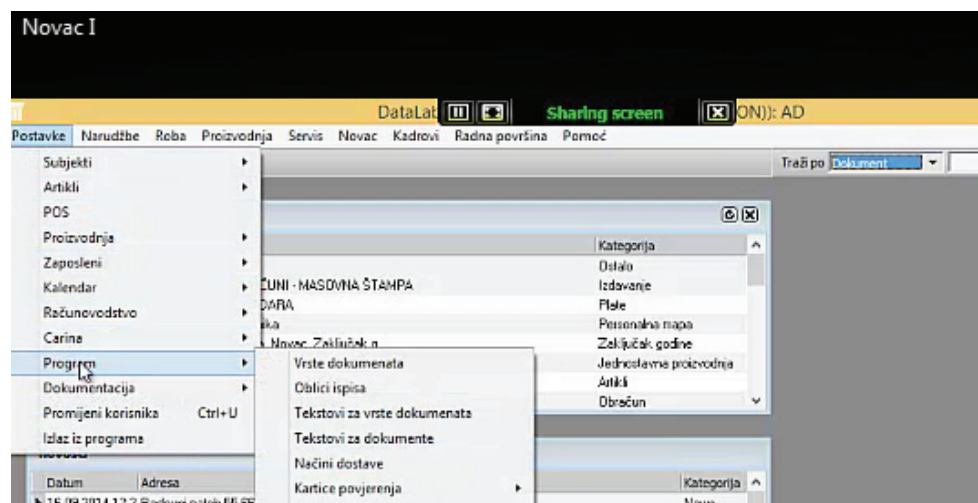 Novac I
DataLab Sharing screen ON)): AD
Postavke Narudžbe Roba Proizvodnja Servis Novac Kadrovi Radna površina Pomoć
Subjekti
Traži po Dokument
Artikli
POS
Proizvodnja
Kategorija
Zaposleni
Ostalo
Kalendar
ČUNI - MASOVNA ŠTAMPA Izdavanje
Računovodstvo
DARA Plate
Personalna mapa
Carina
Novac, Zaključak g Zaključak godine
Program
Vrste dokumenata
Jednostavna proizvodnja
Dokumentacija
Oblici ispisa
Artikli
Promijeni korisnika Ctrl+U
Tekstovi za vrste dokumenata
Obračun
Izlaz iz programa
Tekstovi za dokumente
Načini dostave
Datum Adresa
Kartice povjerenja
Kategorija